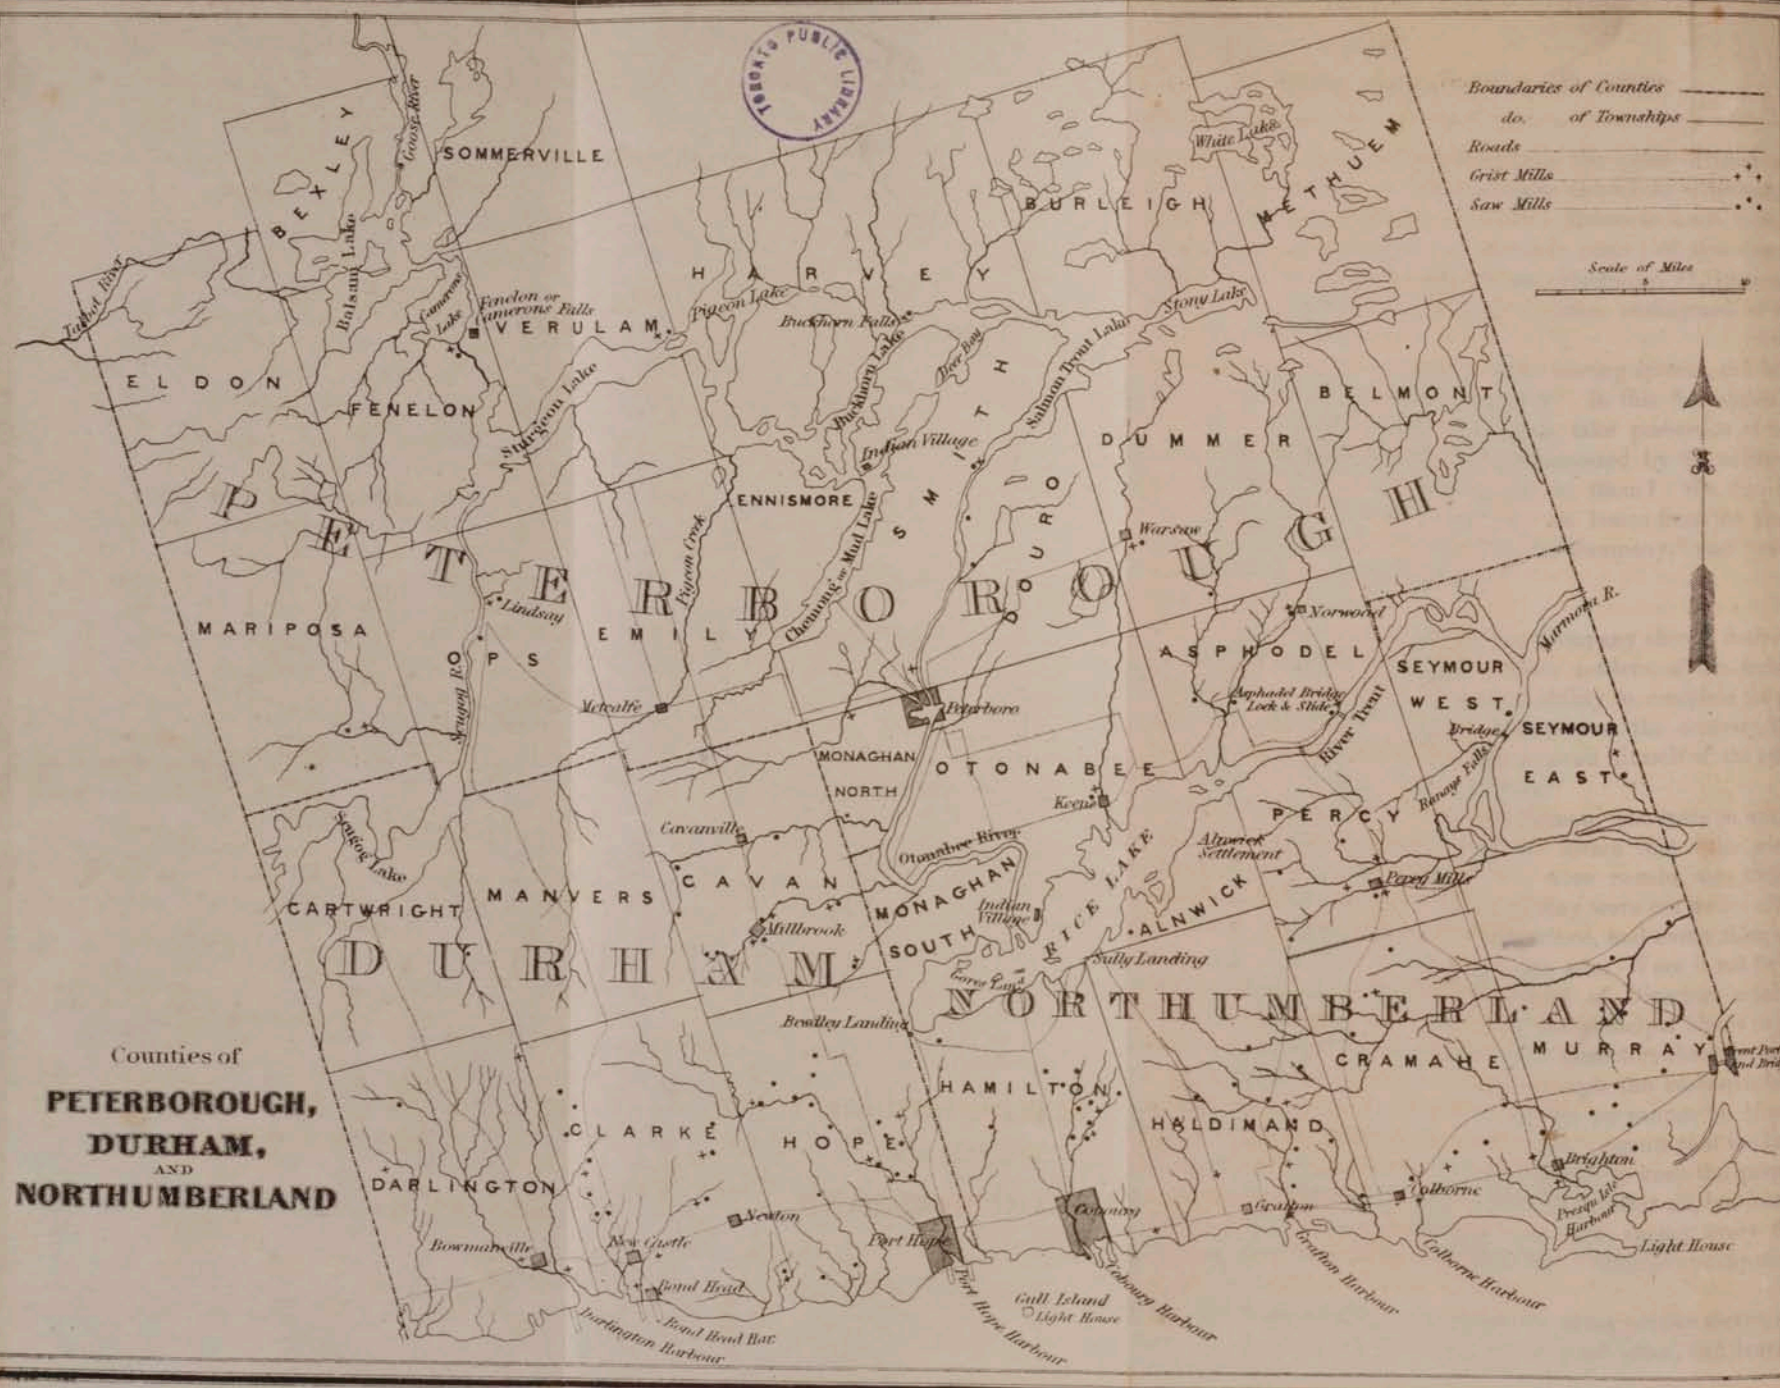 TORONTO PUBLIC LIBRARY
Boundaries of Counties
do. of Townships
Roads
Grist Mills
Saw Mills
Scale of Miles
5
10
BEXLEY
Goose River
SOMMERVILLE
METHUEM
White Lake
BURLEIGH
HARVEY
Talbot River
Balsam Lake
Camerons
Lake
Fenelon or
Camerons Falls
VERULAM
Pigeon Lake
Buckhorn Falls
Stony Lake
Salmon Trout Lake
Deer Bay
Buckhorn Lake
ELDON
FENELON
Sturgeon Lake
Indian Village
SMITH
DUMMER
BELMONT
ENNISMORE
PETERBOROUGH
Pigeon Creek
Chemong or Mud Lake
DOURO
Warsaw
Lindsay
MARIPOSA
OPS
EMILY
Norwood
Marmora R.
ASPHODEL
SEYMOUR
WEST
Scugog R.
Metcalfe
Peterboro
Asphadel Bridge
Lock & Slide
River Trent
Bridge
SEYMOUR
EAST
MONAGHAN
NORTH
OTONABEE
Keene
Ranays Falls
PERCY
Scugog Lake
Cavanville
Otonabee River
Alnwick
Settlement
Percy Mills
CARTWRIGHT
MANVERS
CAVAN
MONAGHAN
SOUTH
Indian
Village
RICE LAKE
ALNWICK
Millbrook
DURHAM
Sully Landing
Gores Land
NORTHUMBERLAND
Bewdley Landing
CRAMAHE
MURRAY
Counties of
PETERBOROUGH,
DURHAM,
AND
NORTHUMBERLAND
HAMILTON
HALDIMAND
CLARKE
HOPE
DARLINGTON
Brighton
Colborne
Grafton
Cobourg
Newton
Port Hope
Bowmanville
New Castle
Bond Head
Presqu Isle
Harbour
Light House
Gull Island
Light House
Bond Head Har.
Darlington Harbour
Port Hope Harbour
Cobourg Harbour
Grafton Harbour
Colborne Harbour